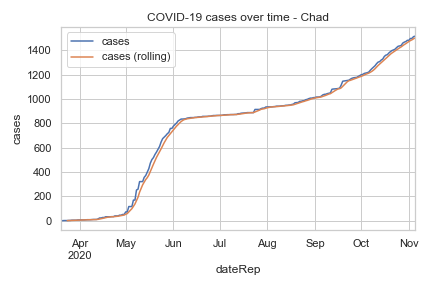 COVID-19 cases over time - Chad
cases
cases (rolling)
1400
1200
1000
800
600
400
200
0
cases
Apr
2020
May
Jun
Jul
Aug
Sep
Oct
Nov
dateRep